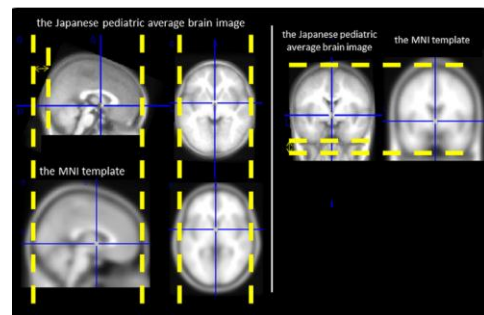 the Japanese pediatric average brain image
the MNI template
the Japanese pediatric
average brain image
the MNI template